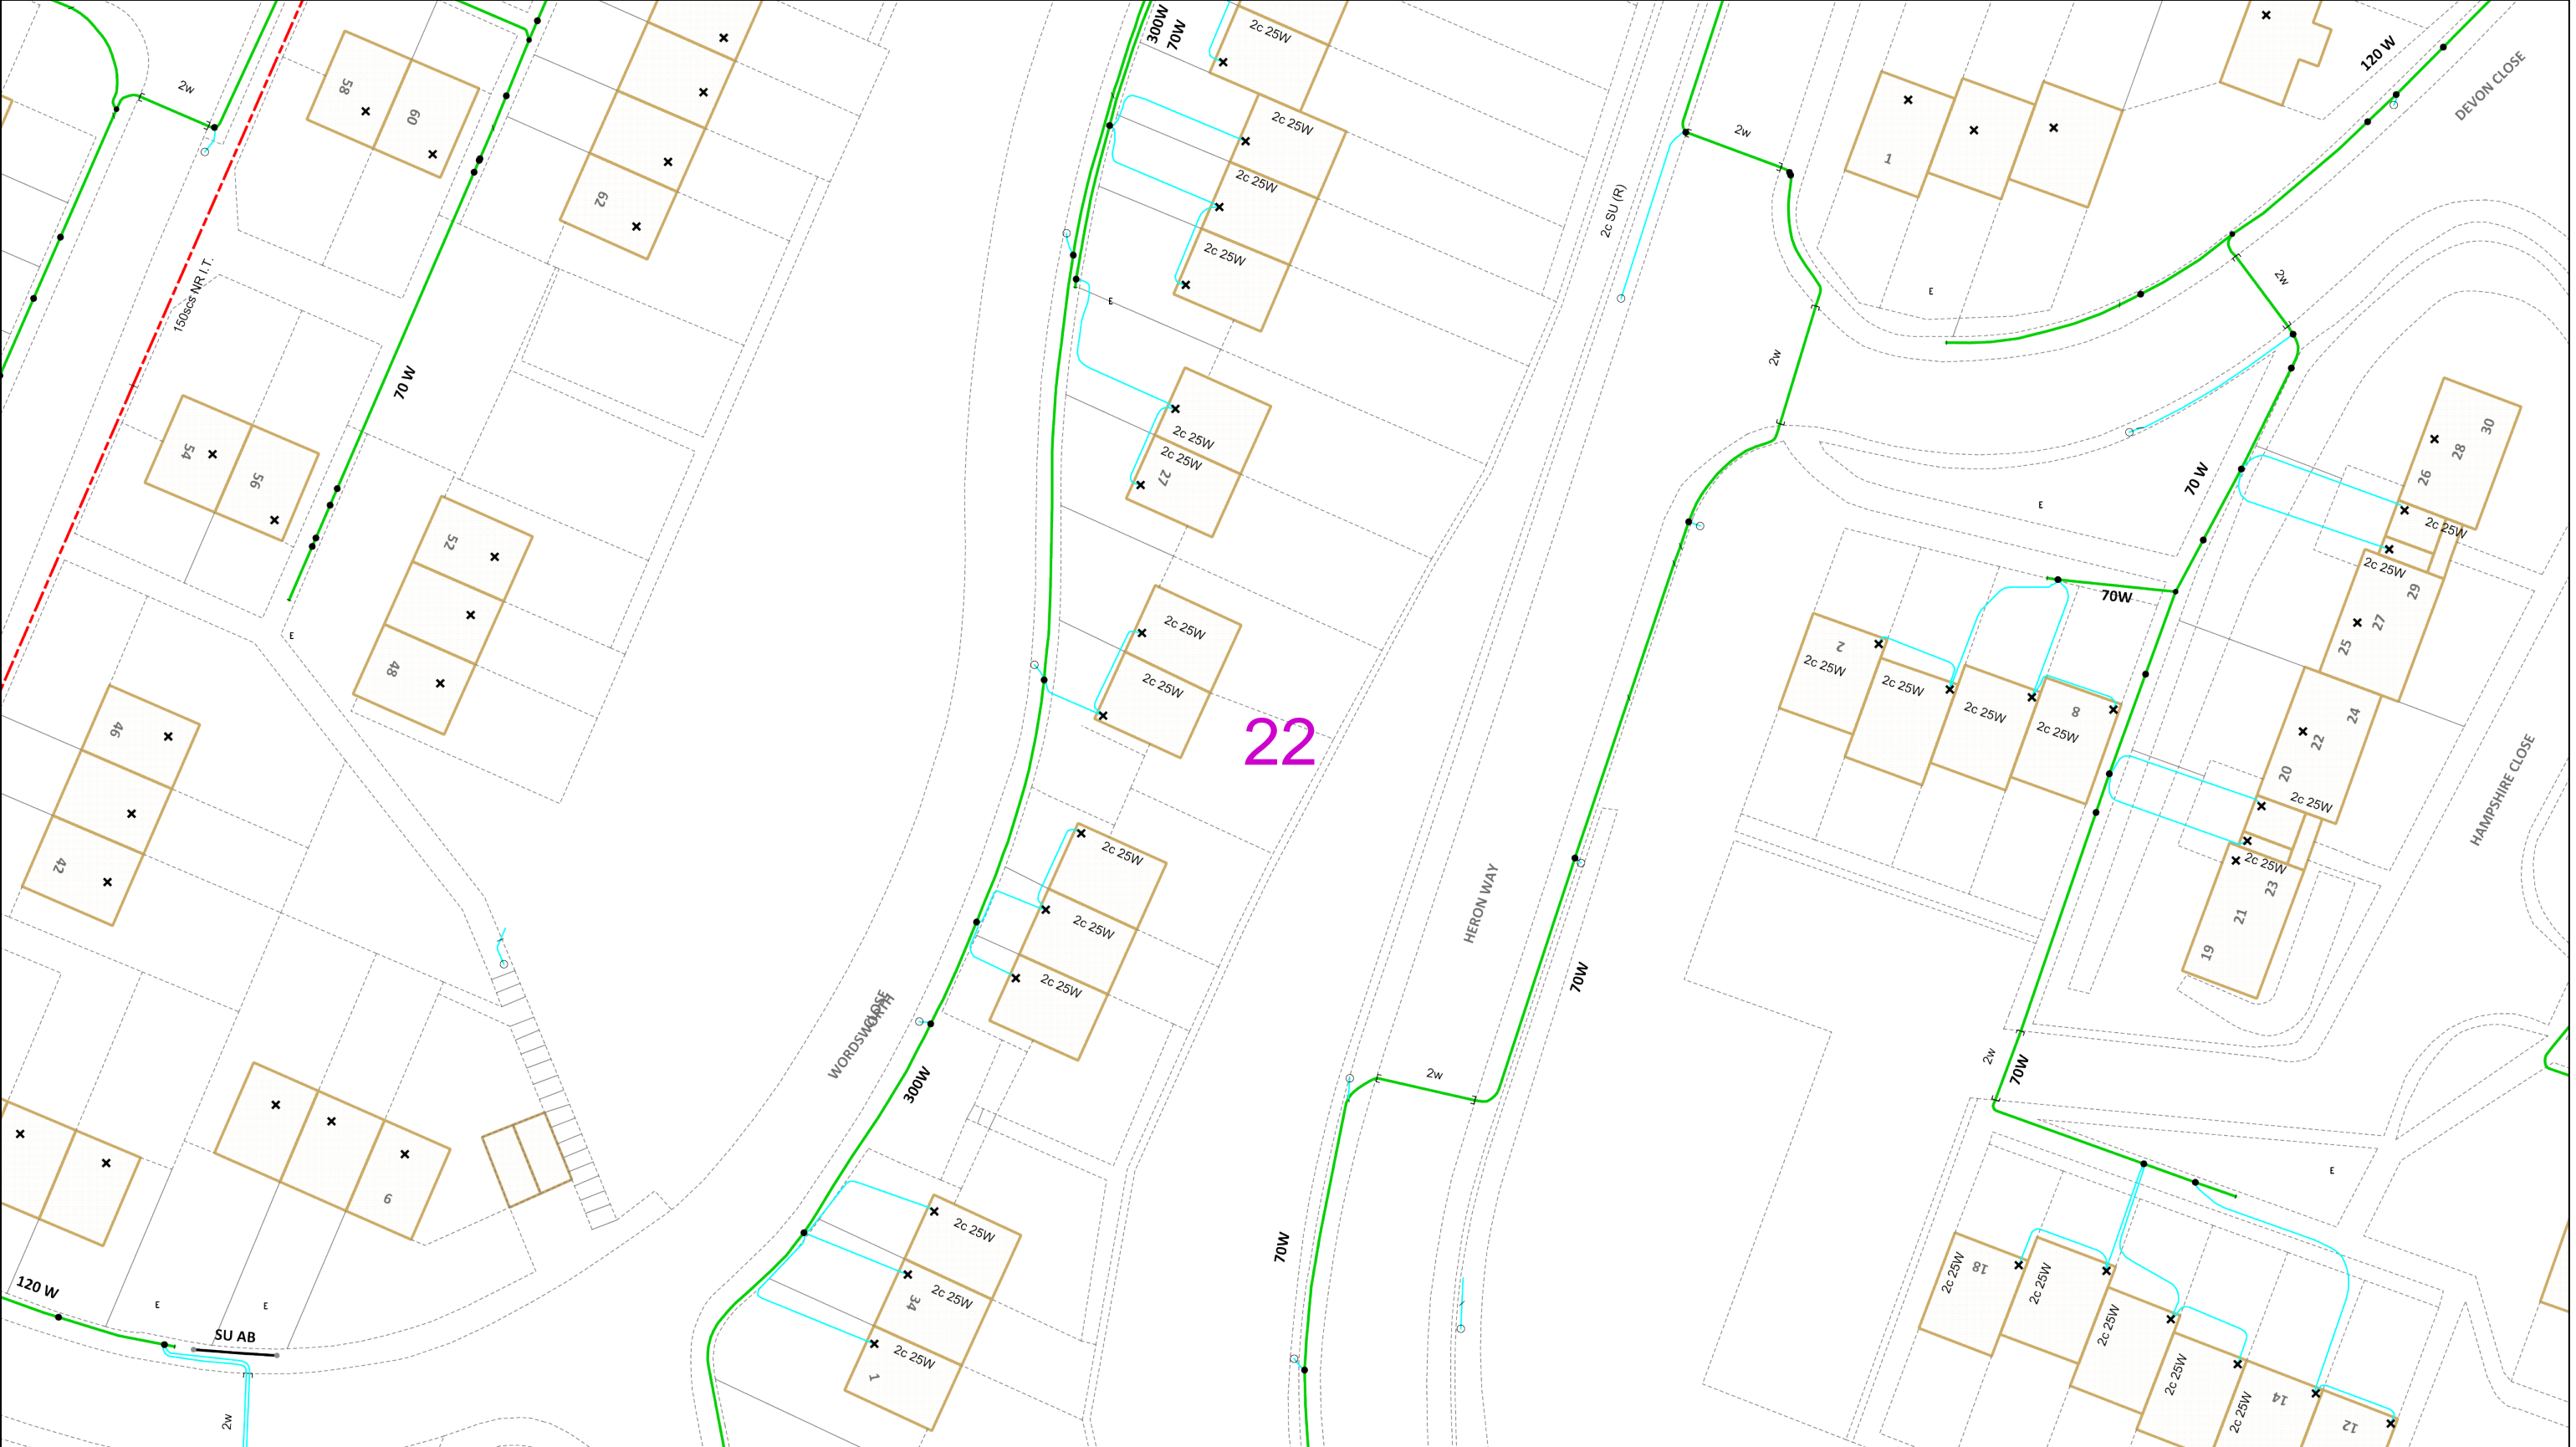 300W
70W
2c 25W
120 W
DEVON CLOSE
2w
58
60
2w
1
2c 25W
2c 25W
62
2c SU (R)
2c 25W
150scs NR I.T.
E
E
2w
2w
70 W
54
56
2c 25W
2c 25W
27
26
28
30
70 W
E
2c 25W
52
2c 25W
70W
29
27
25
E
2c 25W
48
2c 25W
2
2c 25W
2c 25W
2c 25W
8
2c 25W
22
46
24
22
20
2c 25W
HAMPSHIRE CLOSE
42
2c 25W
2c 25W
2c 25W
HERON WAY
2c 25W
23
21
19
70W
WORDSWORTH
CLOSE
300W
2w
2w
70W
9
E
2c 25W
70W
34
2c 25W
2c 25W
1
18
2c 25W
2c 25W
2c 25W
2c 25W
2c 25W
14
12
120 W
E
E
SU AB
2w